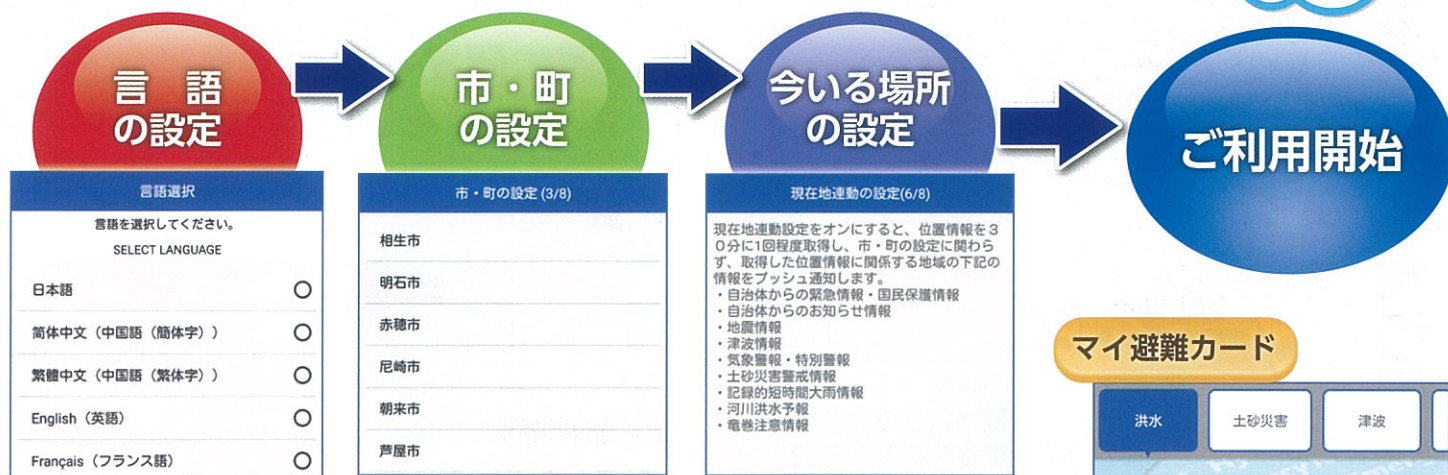 言語
の設定
市・町
の設定
今いる場所
の設定
ご利用開始
言語選択
言語を選択してください。
SELECT LANGUAGE
日本語
简体中文（中国語（簡体字））
繁體中文（中国語（繁体字））
English（英語）
Français（フランス語）
市・町の設定 (3/8)
相生市
明石市
赤穂市
尼崎市
朝来市
芦屋市
現在地連動の設定(6/8)
現在地連動設定をオンにすると、位置情報を３
０分に1回程度取得し、市・町の設定に関わら
ず、取得した位置情報に関係する地域の下記の
情報をプッシュ通知します。
・自治体からの緊急情報・国民保護情報
・自治体からのお知らせ情報
・地震情報
・津波情報
・気象警報・特別警報
・土砂災害警戒情報
・記録的短時間大雨情報
・河川洪水予報
・竜巻注意情報
マイ避難カード
洪水
土砂災害
津波